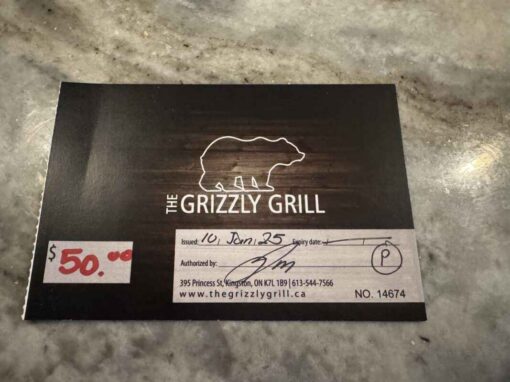 THE GRIZZLY GRILL
Issued: 10, Jan, 25 Expiry date:
$50.00
Authorized by:
P
395 Princess St, Kingston, ON K7L 1B9 | 613-544-7566
www.thegrizzlygrill.ca NO. 14674